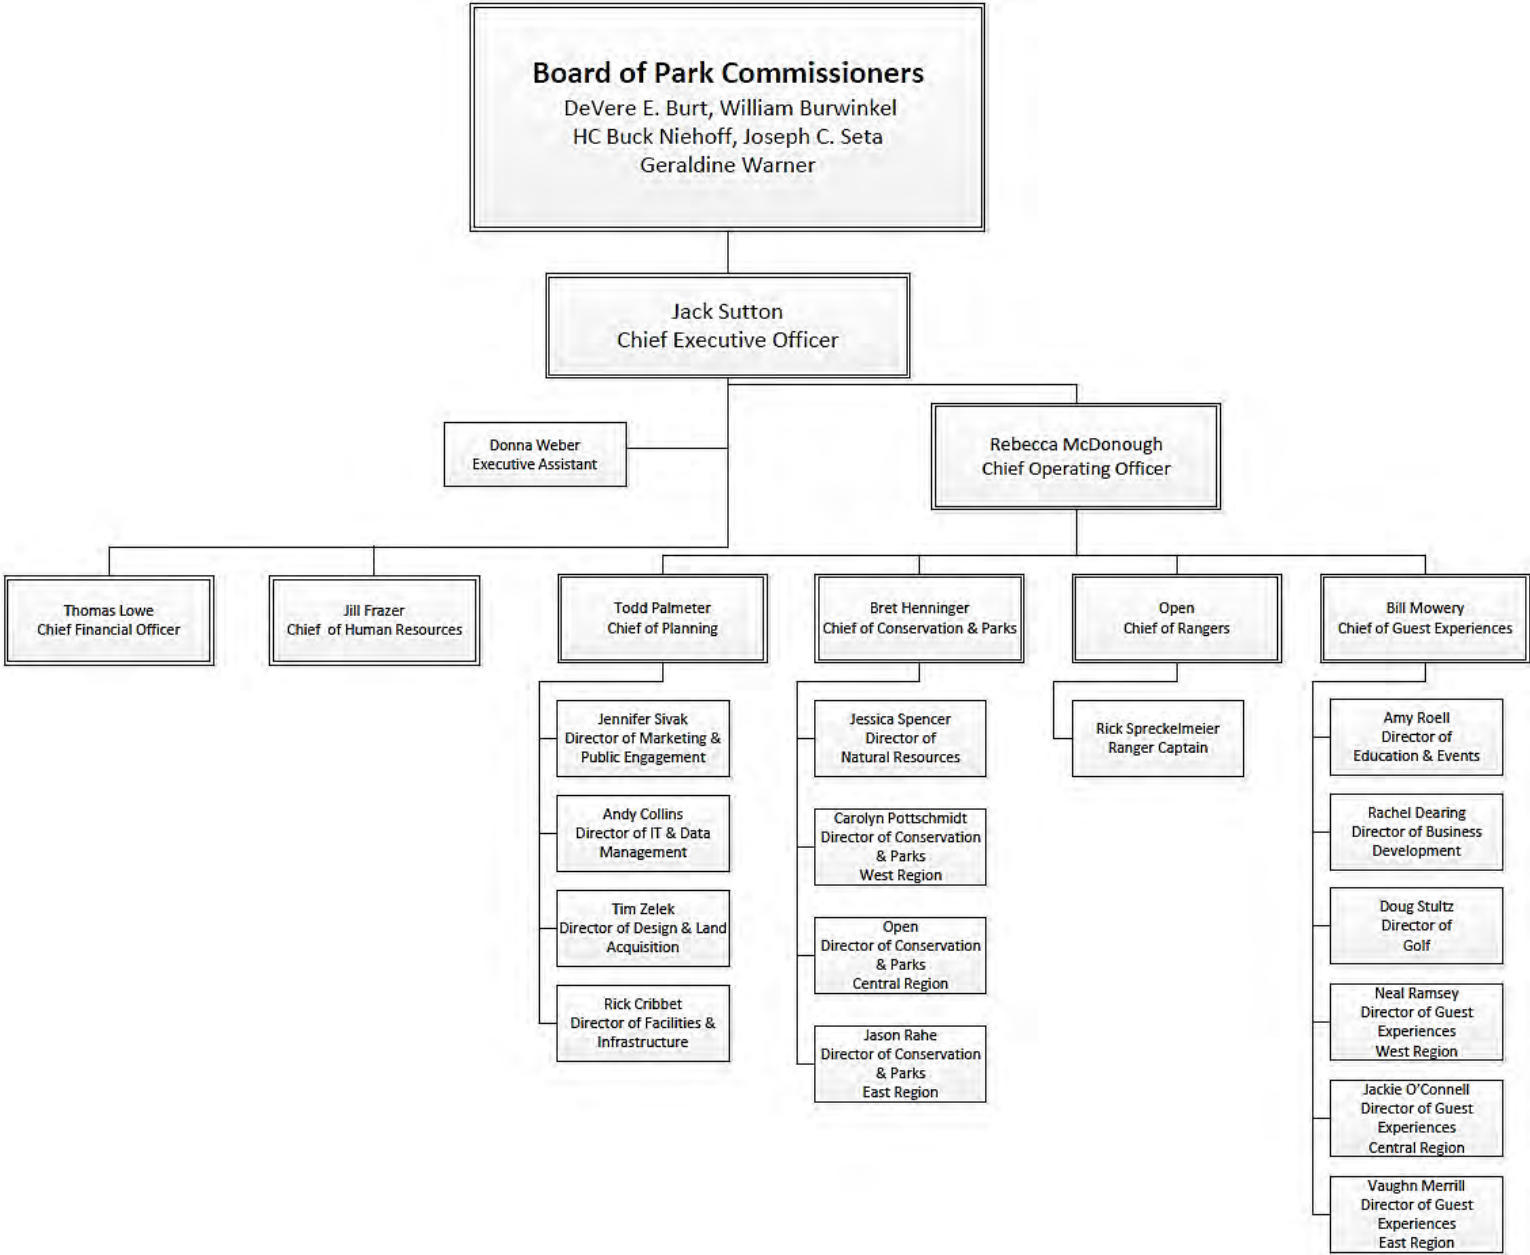 Board of Park Commissioners
DeVere E. Burt, William Burwinkel
HC Buck Niehoff, Joseph C. Seta
Geraldine Warner
Jack Sutton
Chief Executive Officer
Donna Weber
Executive Assistant
Rebecca McDonough
Chief Operating Officer
Thomas Lowe
Chief Financial Officer
Jill Frazer
Chief of Human Resources
Todd Palmeter
Chief of Planning
Bret Henninger
Chief of Conservation & Parks
Open
Chief of Rangers
Bill Mowery
Chief of Guest Experiences
Jennifer Sivak
Director of Marketing &
Public Engagement
Andy Collins
Director of IT & Data
Management
Tim Zelek
Director of Design & Land
Acquisition
Rick Cribbet
Director of Facilities &
Infrastructure
Jessica Spencer
Director of
Natural Resources
Carolyn Pottschmidt
Director of Conservation
& Parks
West Region
Open
Director of Conservation
& Parks
Central Region
Jason Rahe
Director of Conservation
& Parks
East Region
Rick Spreckelmeier
Ranger Captain
Amy Roell
Director of
Education & Events
Rachel Dearing
Director of Business
Development
Doug Stultz
Director of
Golf
Neal Ramsey
Director of Guest
Experiences
West Region
Jackie O'Connell
Director of Guest
Experiences
Central Region
Vaughn Merrill
Director of Guest
Experiences
East Region